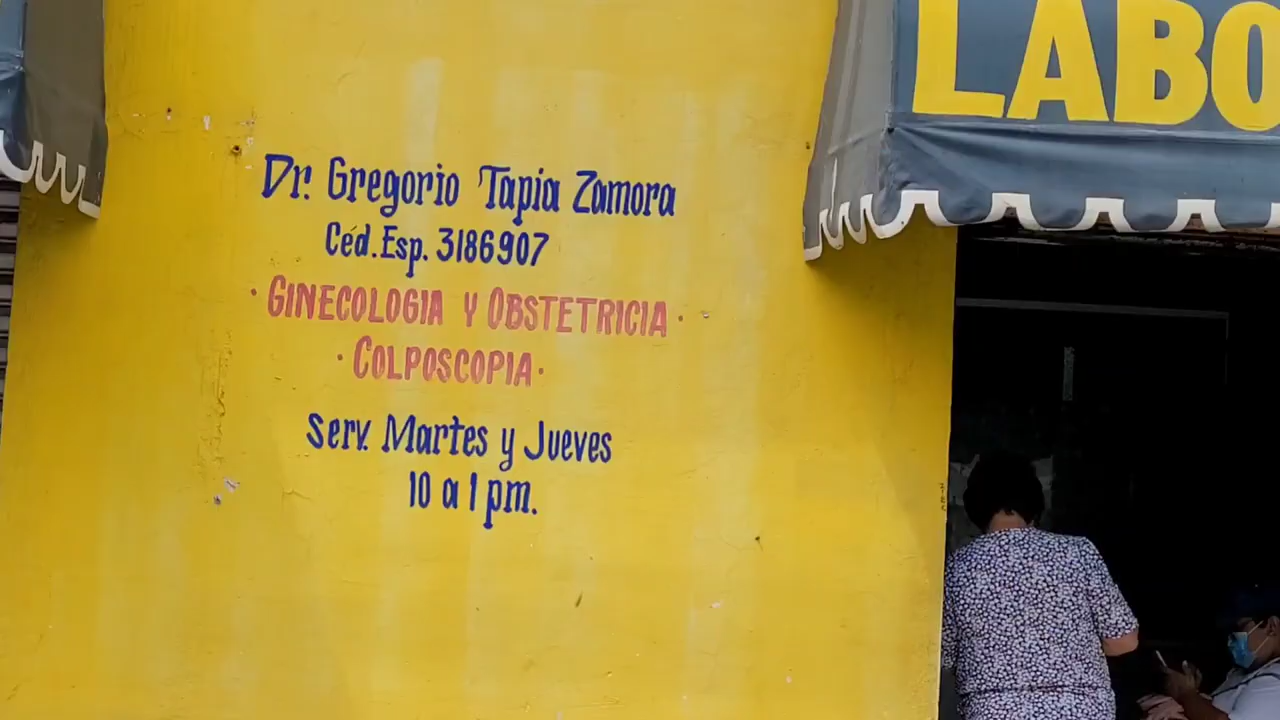 LABO
Dr. Gregorio Tapia Zamora
Céd. Esp. 3186907
· GINECOLOGIA Y OBSTETRICIA ·
· COLPOSCOPIA ·
Serv. Martes y Jueves
10 a 1 pm.